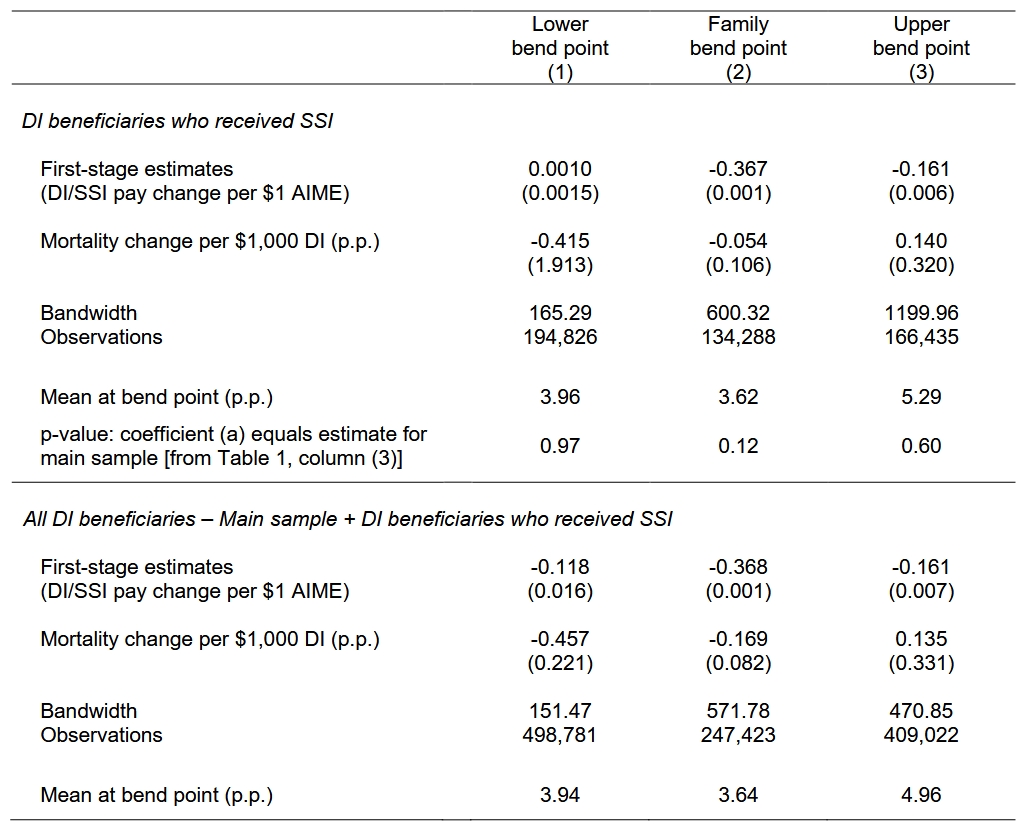 Lower Family Upper
bend point bend point bend point
(1) (2) (3)
DI beneficiaries who received SSI
First-stage estimates 0.0010 -0.367 -0.161
(DI/SSI pay change per $1 AIME) (0.0015) (0.001) (0.006)
Mortality change per $1,000 DI (p.p.) -0.415 -0.054 0.140
(1.913) (0.106) (0.320)
Bandwidth 165.29 600.32 1199.96
Observations 194,826 134,288 166,435
Mean at bend point (p.p.) 3.96 3.62 5.29
p-value: coefficient (a) equals estimate for
main sample [from Table 1, column (3)] 0.97 0.12 0.60
All DI beneficiaries – Main sample + DI beneficiaries who received SSI
First-stage estimates -0.118 -0.368 -0.161
(DI/SSI pay change per $1 AIME) (0.016) (0.001) (0.007)
Mortality change per $1,000 DI (p.p.) -0.457 -0.169 0.135
(0.221) (0.082) (0.331)
Bandwidth 151.47 571.78 470.85
Observations 498,781 247,423 409,022
Mean at bend point (p.p.) 3.94 3.64 4.96